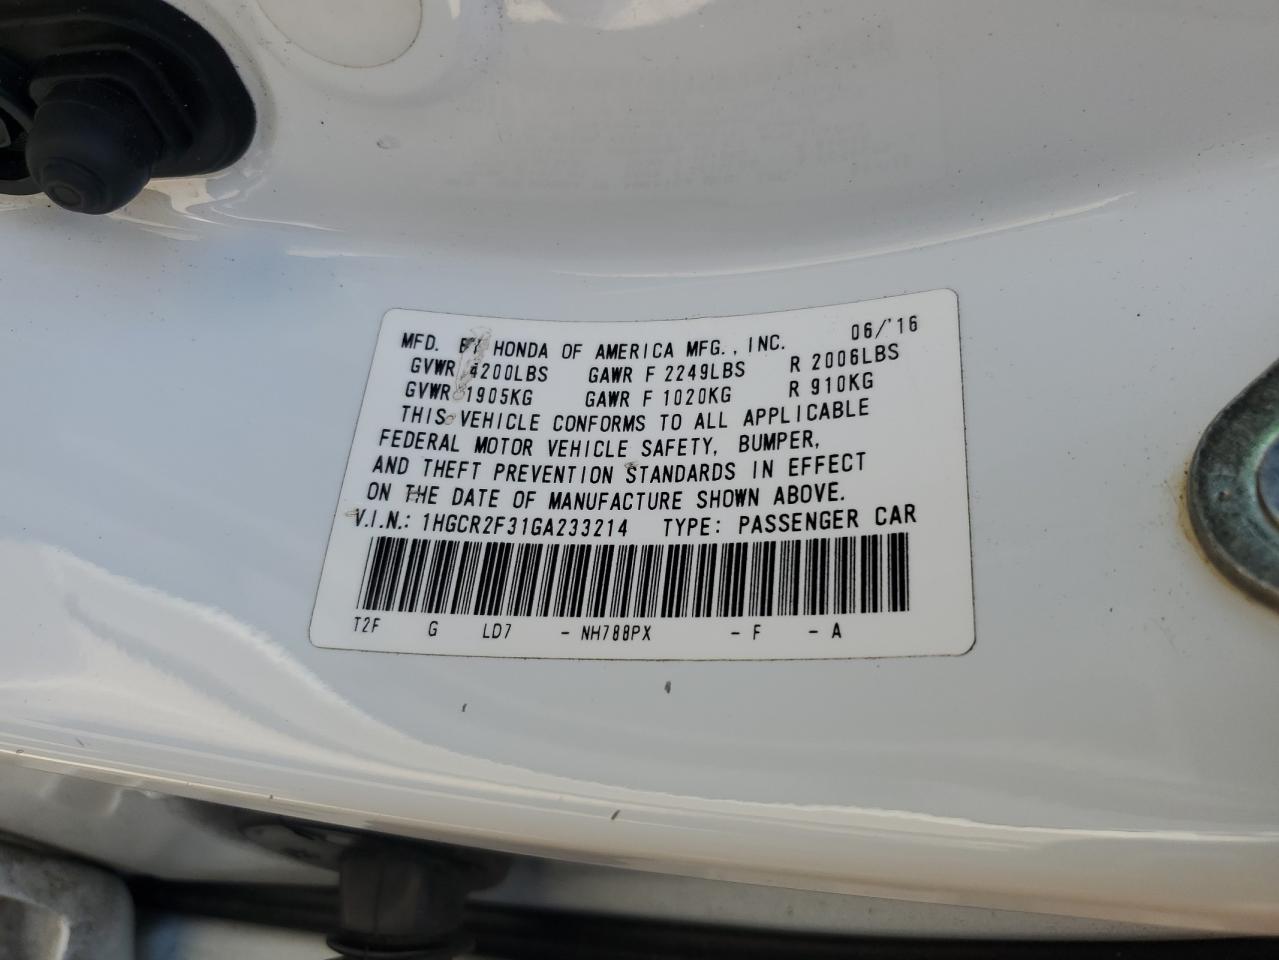 MFD. BY HONDA OF AMERICA MFG., INC. 06/'16
GVWR 4200LBS GAWR F 2249LBS R 2006LBS
GVWR 1905KG GAWR F 1020KG R 910KG
THIS VEHICLE CONFORMS TO ALL APPLICABLE
FEDERAL MOTOR VEHICLE SAFETY, BUMPER,
AND THEFT PREVENTION STANDARDS IN EFFECT
ON THE DATE OF MANUFACTURE SHOWN ABOVE.
V.I.N.: 1HGCR2F31GA233214 TYPE: PASSENGER CAR
T2F G LD7 - NH788PX - F - A